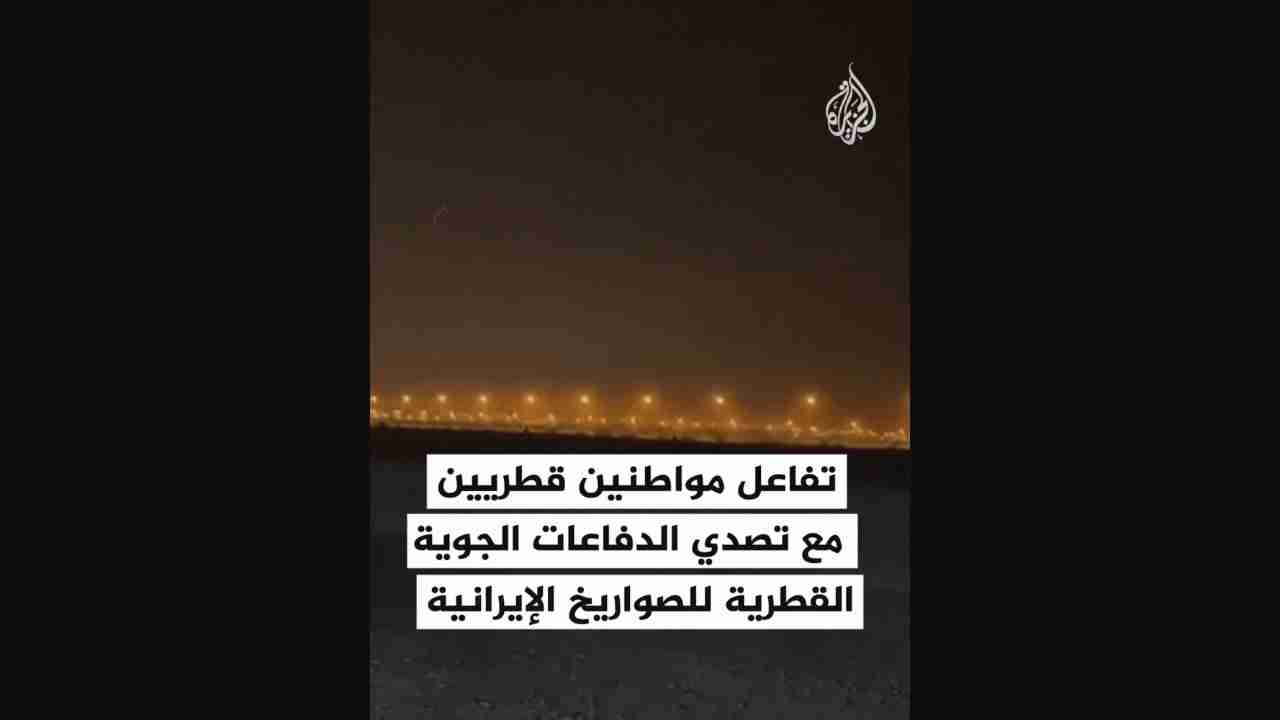 الجزيرة
تفاعل مواطنين قطريين
مع تصدي الدفاعات الجوية
القطرية للصواريخ الإيرانية